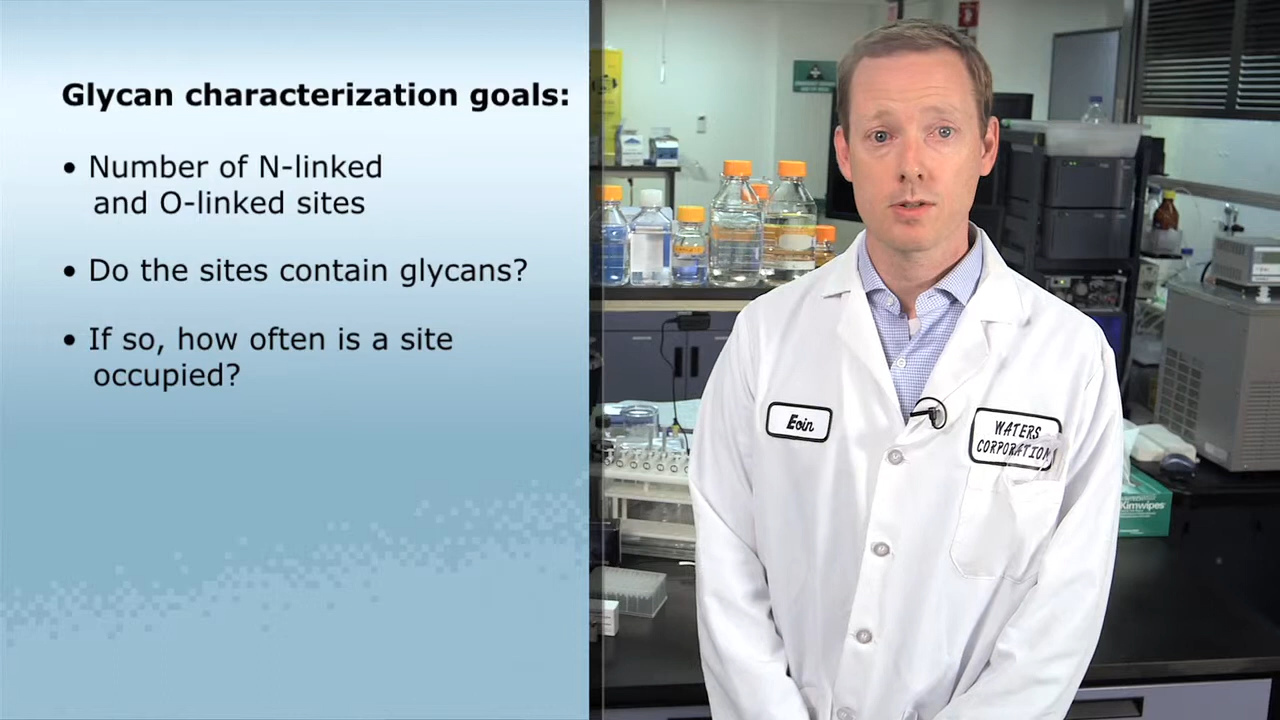 Glycan characterization goals:
• Number of N-linked
and O-linked sites
• Do the sites contain glycans?
• If so, how often is a site
occupied?
Eoin
WATERS
CORPORATION
Kimwipes